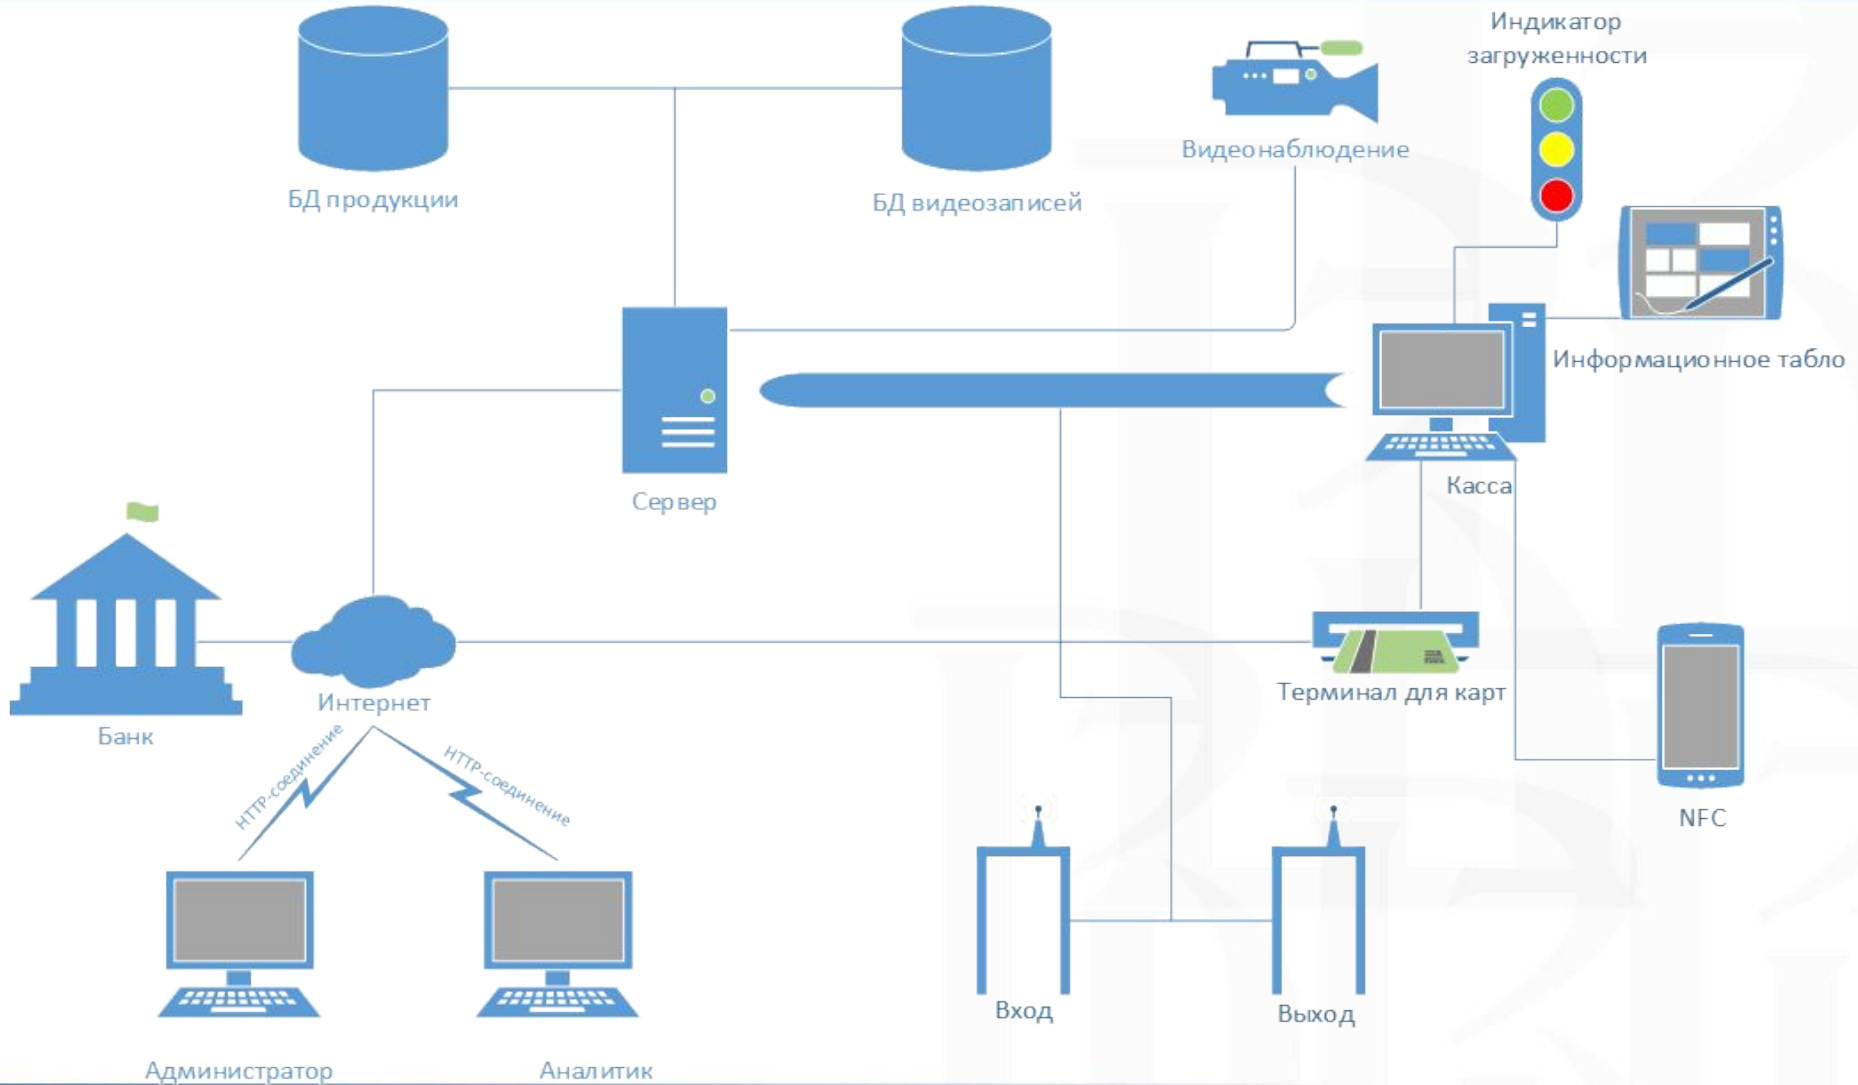 Индикатор
загруженности
Видеонаблюдение
БД продукции
БД видеозаписей
Информационное табло
Касса
Сервер
Терминал для карт
Интернет
Банк
HTTP-соединение
HTTP-соединение
NFC
Вход
Выход
Администратор
Аналитик